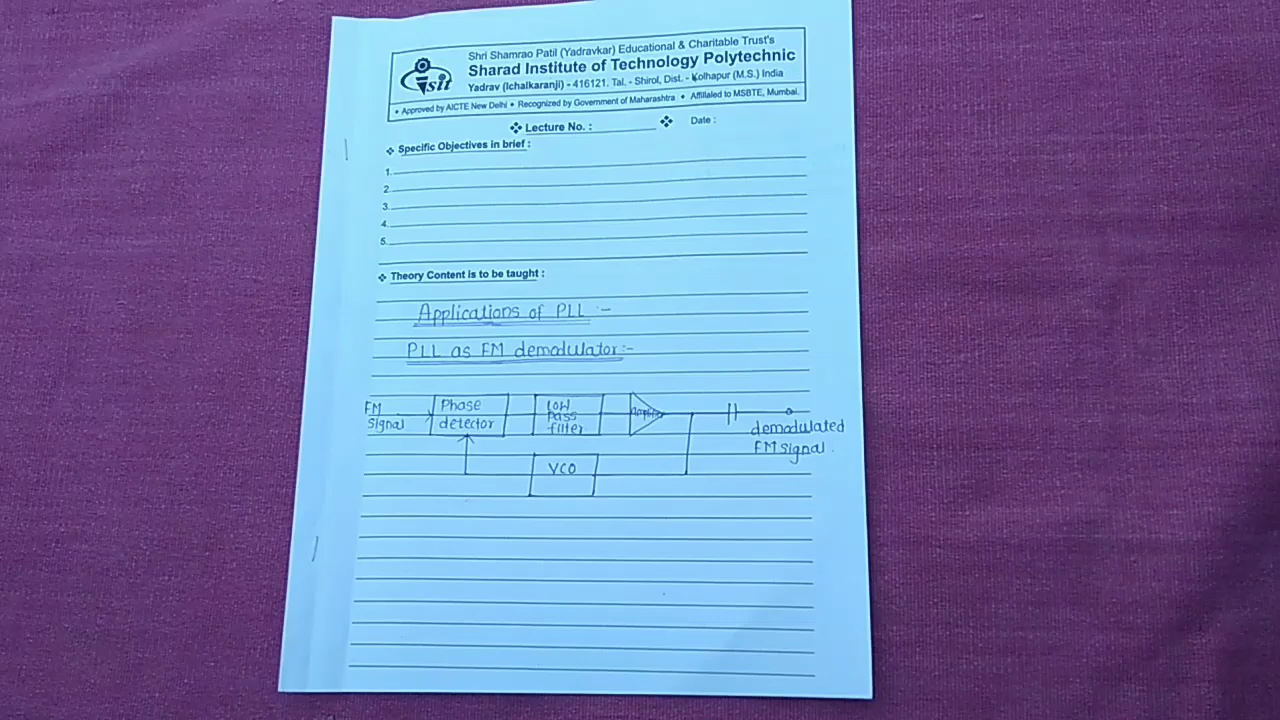 Shri Shamrao Patil (Yadravkar) Educational & Charitable Trust's
Sharad Institute of Technology Polytechnic
Yadrav (Ichalkaranji) - 416121, Tal. - Shirol, Dist. - Kolhapur (M.S.) India
sit
• Approved by AICTE New Delhi • Recognized by Government of Maharashtra • Affilaled to MSBTE, Mumbai.
❖ Lecture No. : ❖ Date :
❖ Specific Objectives in brief :
1.
2.
3.
4.
5.
❖ Theory Content is to be taught :
Applications of PLL :-
PLL as FM demodulator:-
FM
signal
Phase
detector
Low
pass
filter
Amplifier
demodulated
FM signal.
VCO